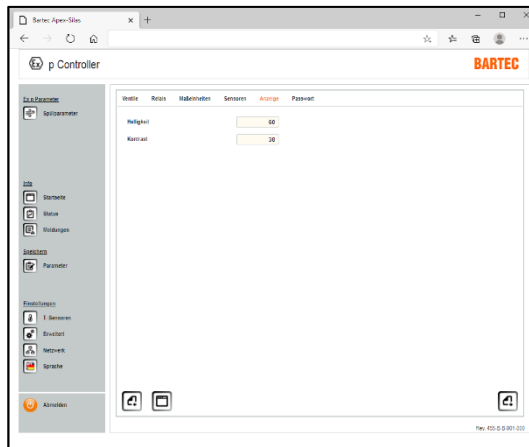 Bartec Apex-Silas
p Controller
BARTEC
Ex p Parameter
Spülparameter
Info
Startseite
Status
Meldungen
Speichern
Parameter
Einstellungen
T-Sensoren
Erweitert
Netzwerk
Sprache
Abmelden
Ventile Relais Maßeinheiten Sensoren Anzeige Passwort
Helligkeit 60
Kontrast 30